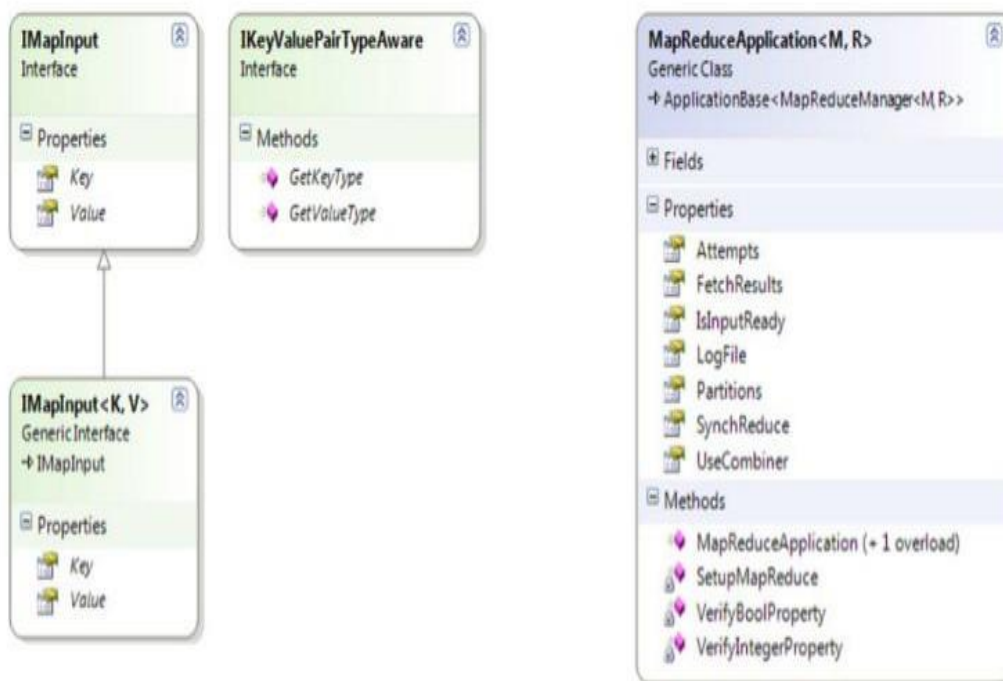 IMapInput
Interface
Properties
Key
Value
IKeyValuePairTypeAware
Interface
Methods
GetKeyType
GetValueType
IMapInput<K, V>
Generic Interface
IMapInput
Properties
Key
Value
MapReduceApplication<M, R>
Generic Class
ApplicationBase<MapReduceManager<M, R>>
Fields
Properties
Attempts
FetchResults
IsInputReady
LogFile
Partitions
SynchReduce
UseCombiner
Methods
MapReduceApplication (+ 1 overload)
SetupMapReduce
VerifyBoolProperty
VerifyIntegerProperty